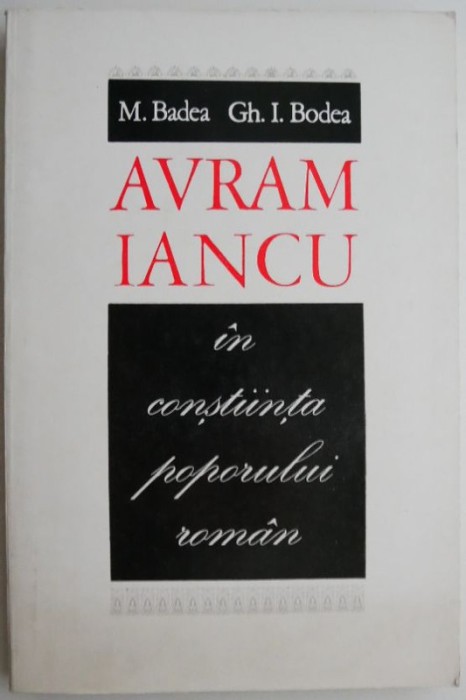 M. Badea Gh. I. Bodea
AVRAM
IANCU
în
conștiința
poporului
român